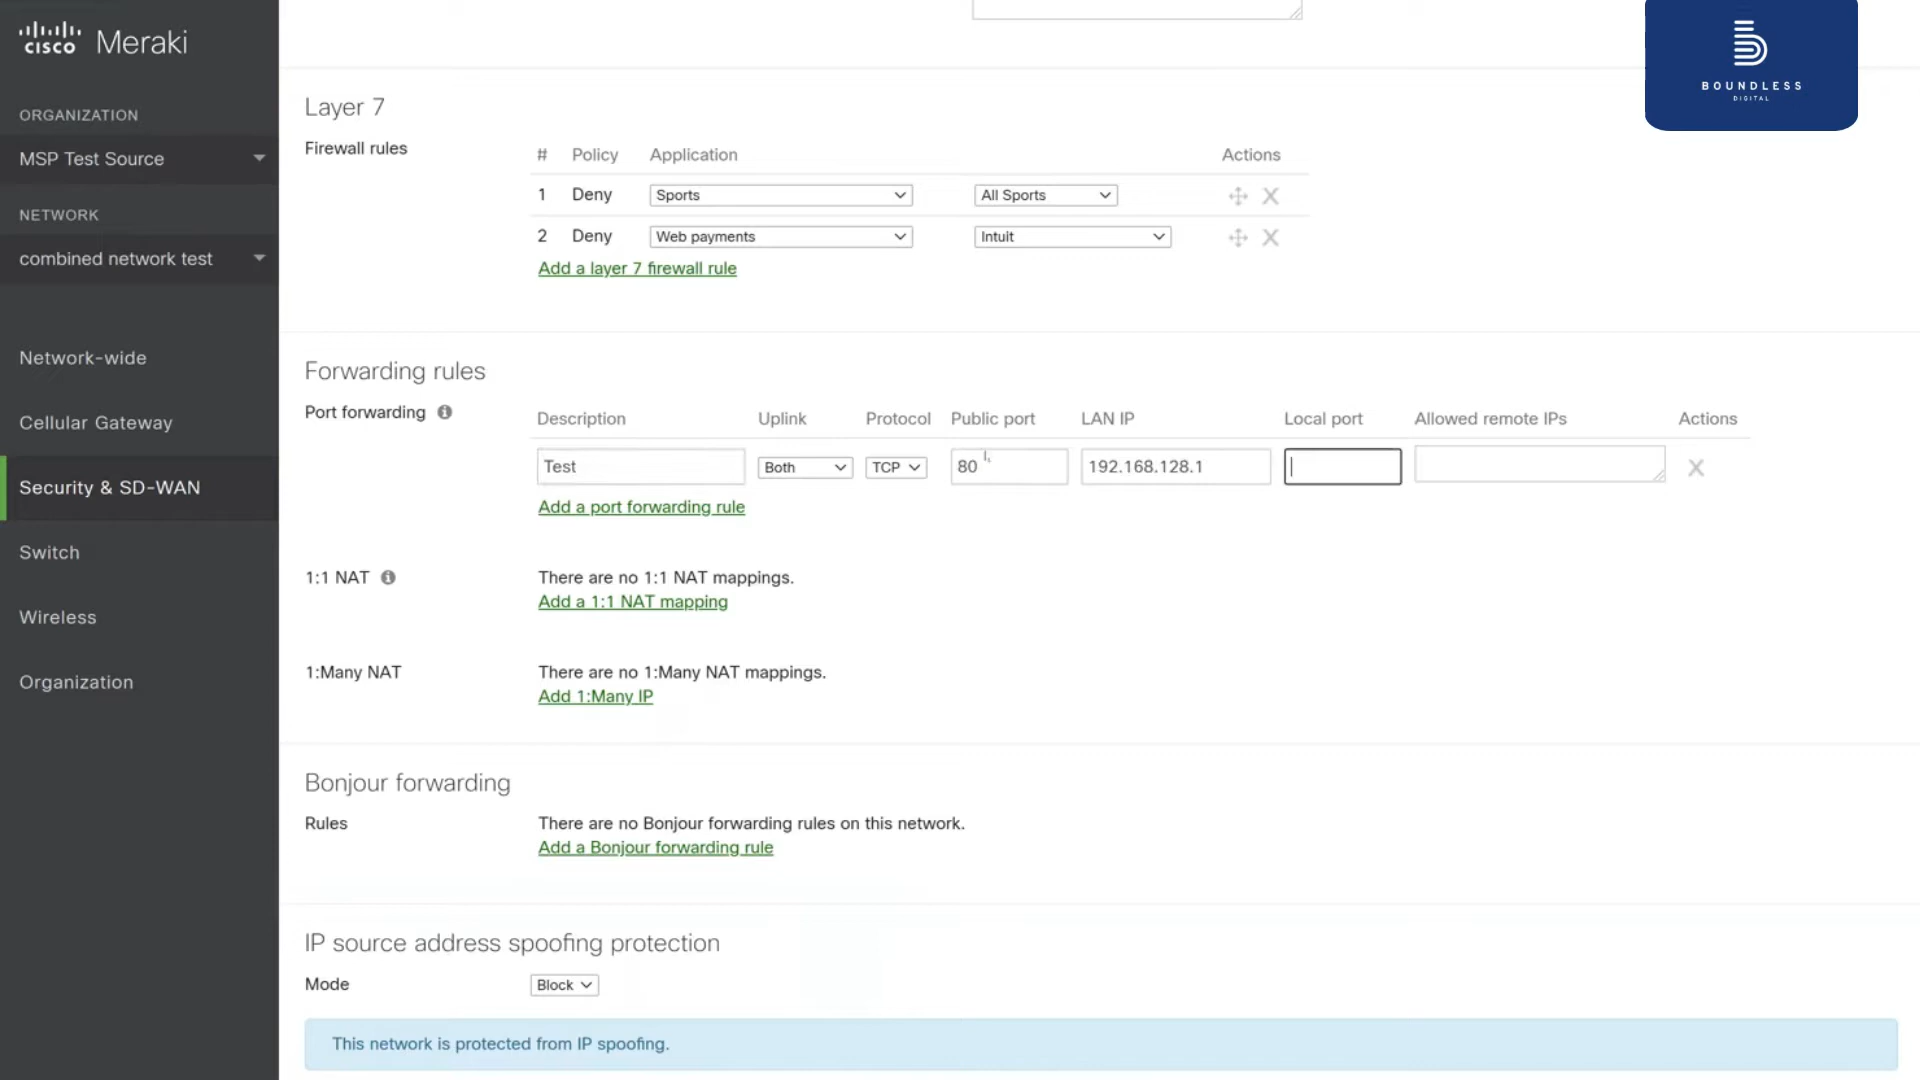 CISCO Meraki
BOUNDLESS
DIGITAL
ORGANIZATION
MSP Test Source
NETWORK
combined network test
Network-wide
Cellular Gateway
Security & SD-WAN
Switch
Wireless
Organization
Layer 7
Firewall rules
# Policy Application Actions
1 Deny Sports All Sports
2 Deny Web payments Intuit
Add a layer 7 firewall rule
Forwarding rules
Port forwarding
Description Uplink Protocol Public port LAN IP Local port Allowed remote IPs Actions
Test Both TCP 80 192.168.128.1
Add a port forwarding rule
1:1 NAT
There are no 1:1 NAT mappings.
Add a 1:1 NAT mapping
1:Many NAT
There are no 1:Many NAT mappings.
Add 1:Many IP
Bonjour forwarding
Rules
There are no Bonjour forwarding rules on this network.
Add a Bonjour forwarding rule
IP source address spoofing protection
Mode Block
This network is protected from IP spoofing.